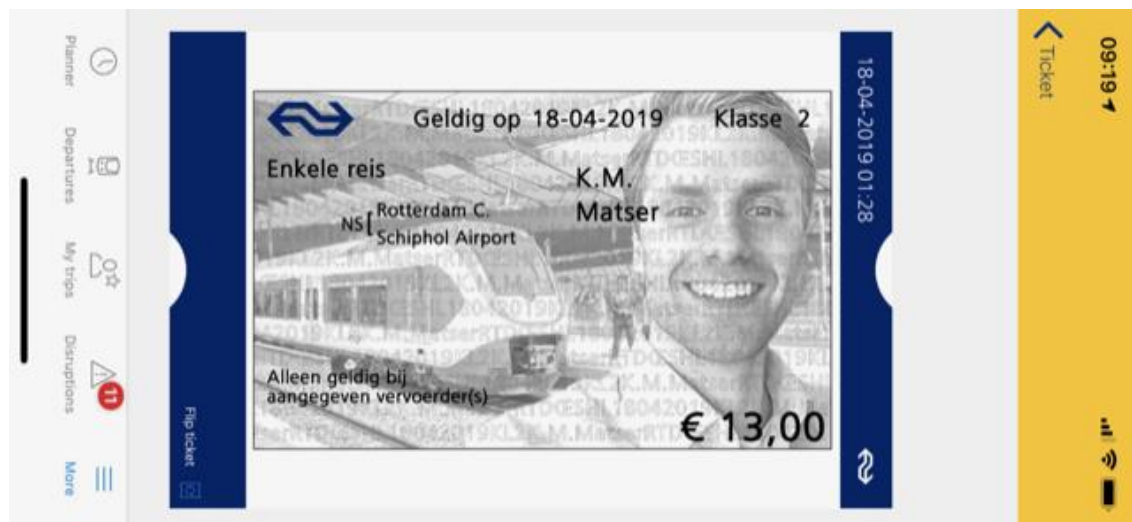 09:19
Ticket
18-04-2019 01:28
Geldig op 18-04-2019 Klasse 2
Enkele reis
K.M.
Matser
NS
Rotterdam C.
Schiphol Airport
Alleen geldig bij
aangegeven vervoerder(s)
€ 13,00
Flip ticket
Planner
Departures
My trips
Disruptions
11
More